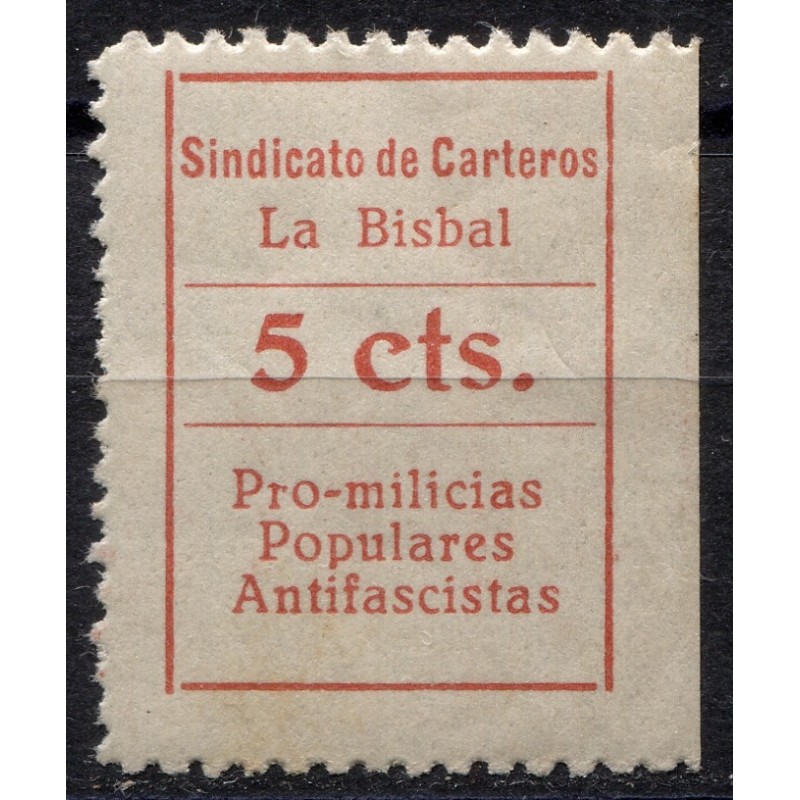 Sindicato de Carteros
La Bisbal
5 cts.
Pro-milicias
Populares
Antifascistas